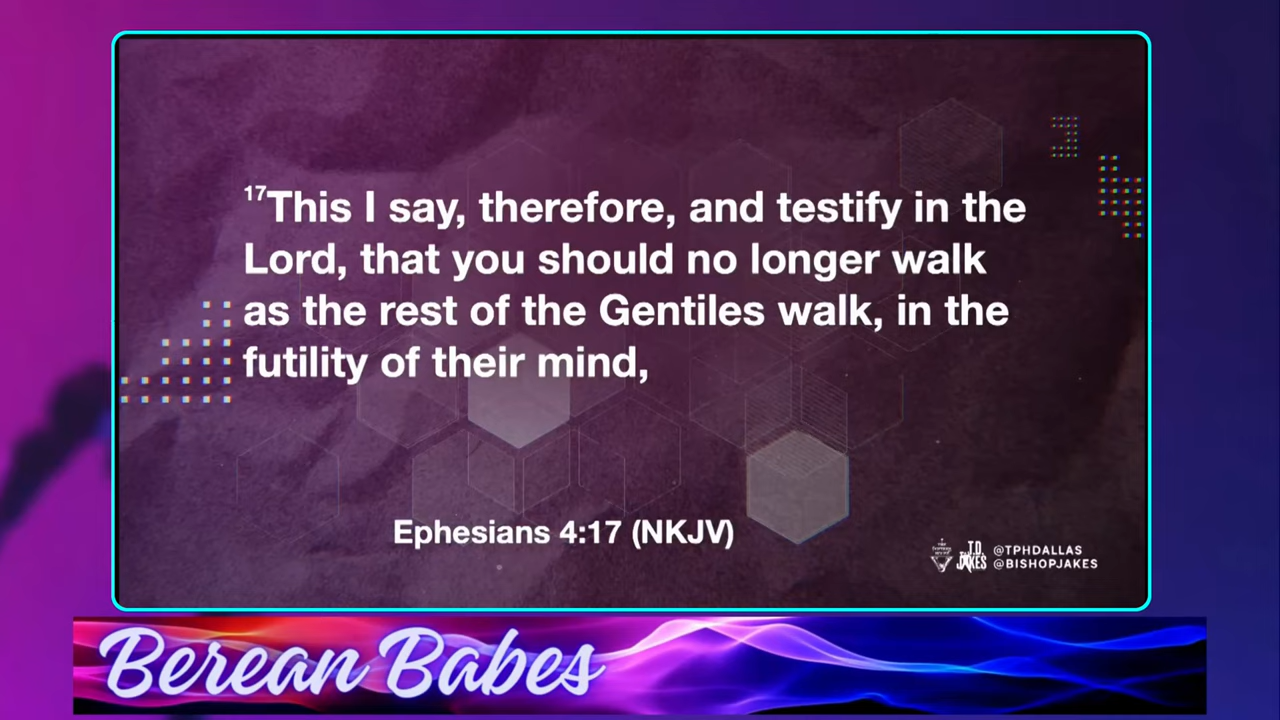 17This I say, therefore, and testify in the
Lord, that you should no longer walk
as the rest of the Gentiles walk, in the
futility of their mind,
Ephesians 4:17 (NKJV)
T.D.
JAKES
@TPHDALLAS
@BISHOPJAKES
Berean Babes